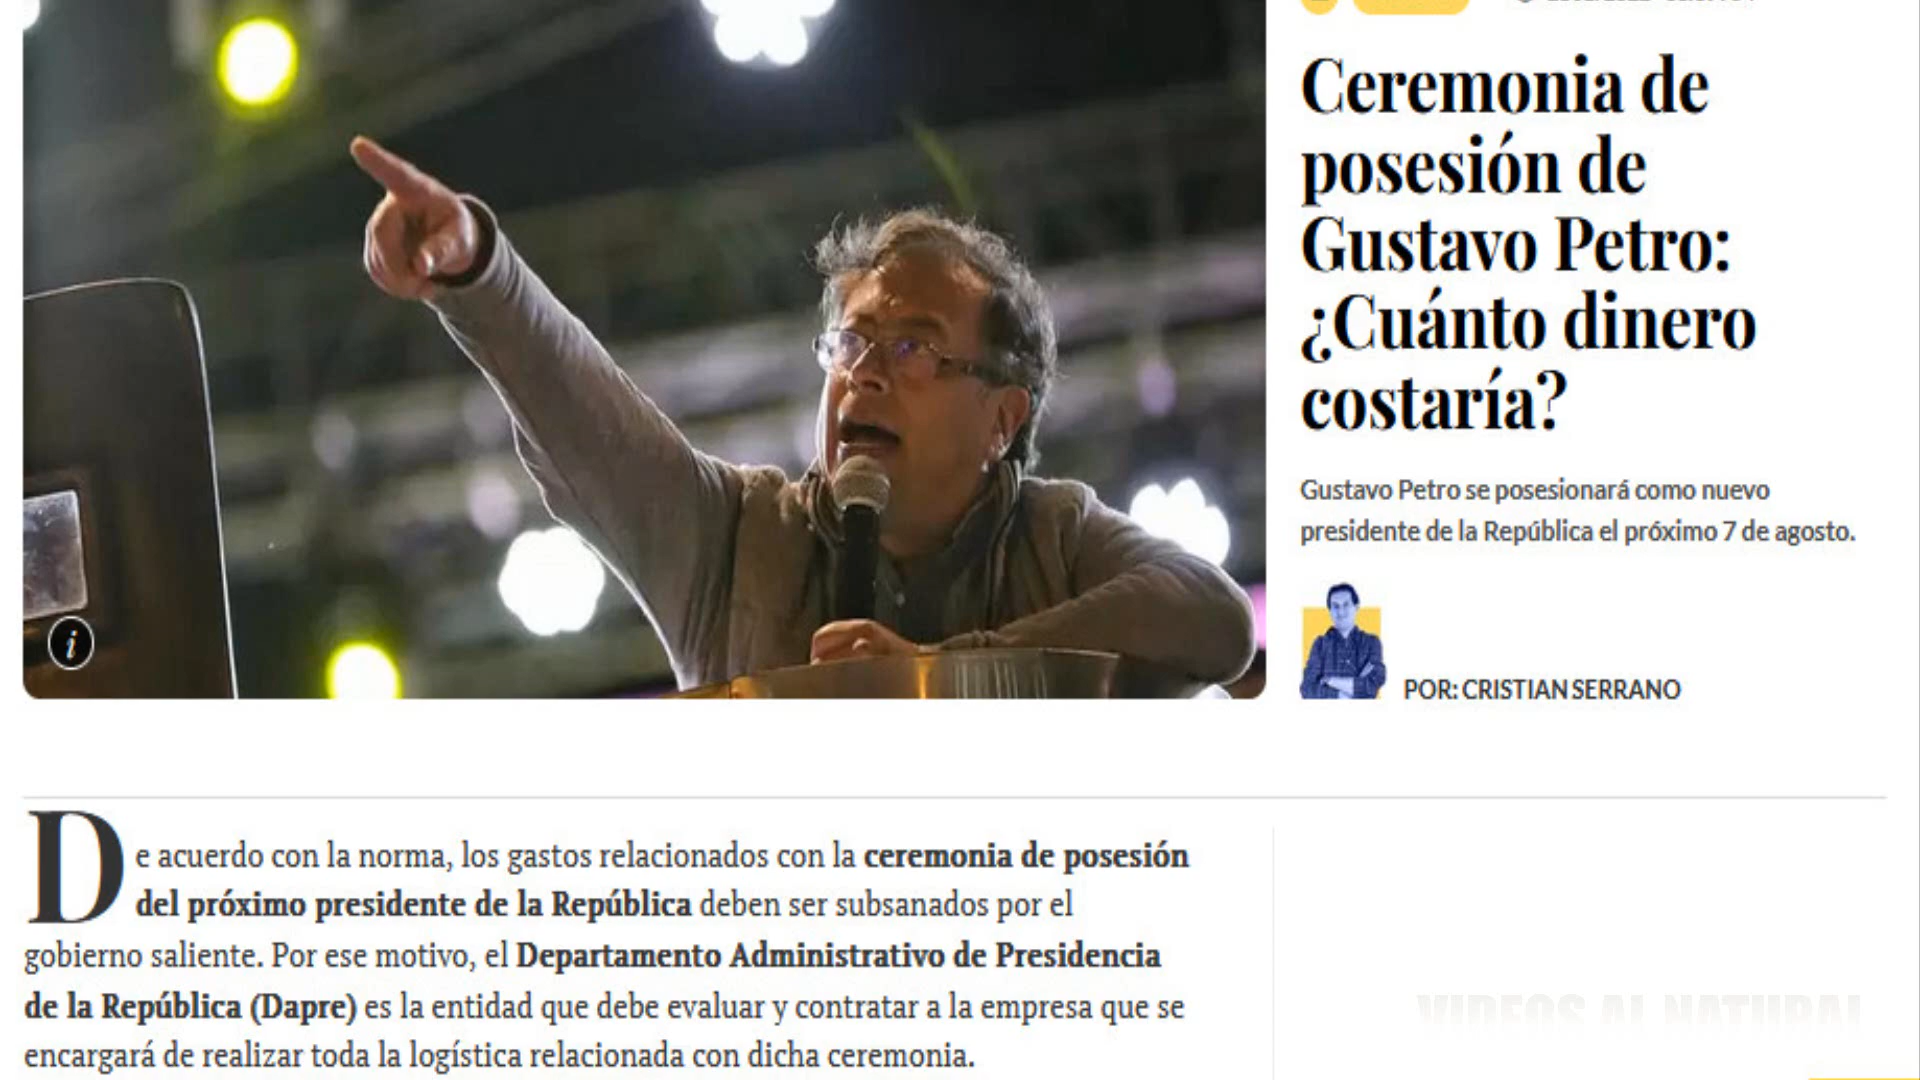 Ceremonia de
posesión de
Gustavo Petro:
¿Cuánto dinero
costaría?
Gustavo Petro se posesionará como nuevo
presidente de la República el próximo 7 de agosto.
POR: CRISTIAN SERRANO
i
De acuerdo con la norma, los gastos relacionados con la ceremonia de posesión
del próximo presidente de la República deben ser subsanados por el
gobierno saliente. Por ese motivo, el Departamento Administrativo de Presidencia
de la República (Dapre) es la entidad que debe evaluar y contratar a la empresa que se
encargará de realizar toda la logística relacionada con dicha ceremonia.
VIDEOS AL NATURAL